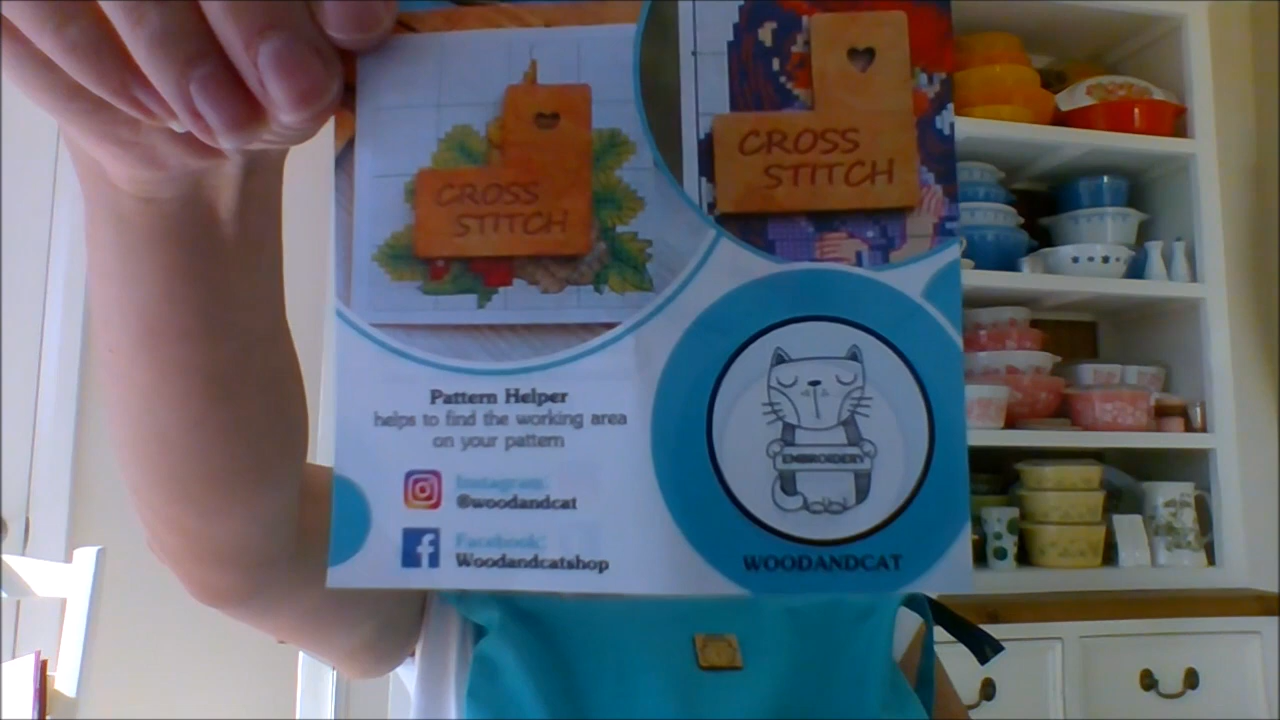 CROSS
STITCH
CROSS
STITCH
Pattern Helper
helps to find the working area
on your pattern
Instagram:
@woodandcat
Facebook:
Woodandcatshop
EMBROIDERY
WOODANDCAT